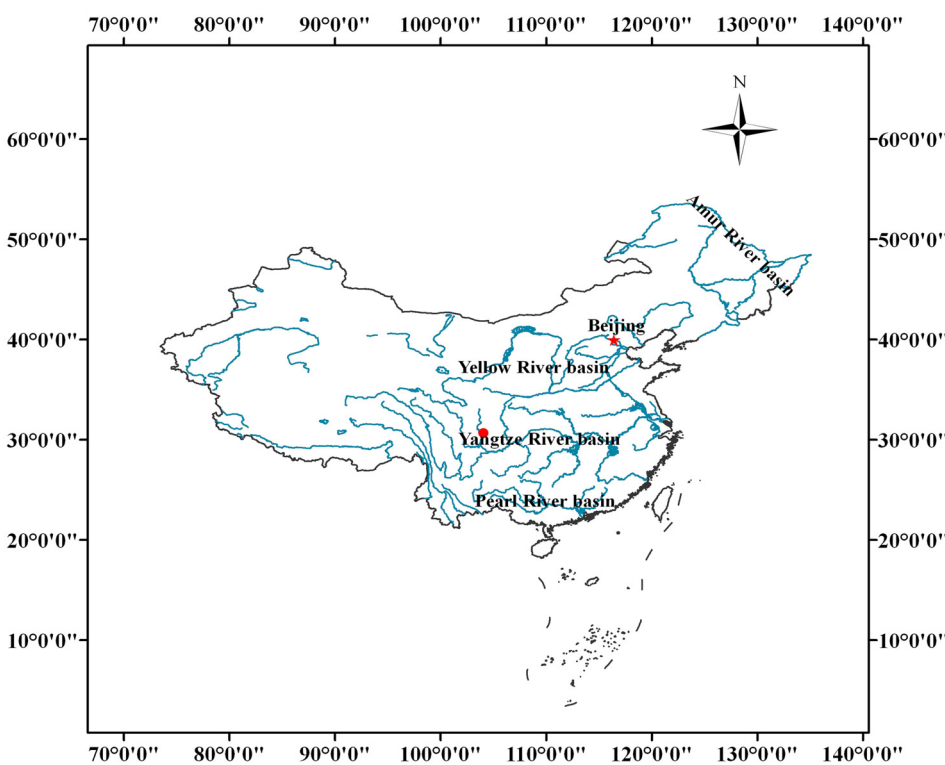 70°0'0" 80°0'0" 90°0'0" 100°0'0" 110°0'0" 120°0'0" 130°0'0" 140°0'0"
N
60°0'0" 60°0'0"
Amur River basin
50°0'0" 50°0'0"
Beijing
40°0'0" 40°0'0"
Yellow River basin
30°0'0" 30°0'0"
Yangtze River basin
Pearl River basin
20°0'0" 20°0'0"
10°0'0" 10°0'0"
70°0'0" 80°0'0" 90°0'0" 100°0'0" 110°0'0" 120°0'0" 130°0'0" 140°0'0"